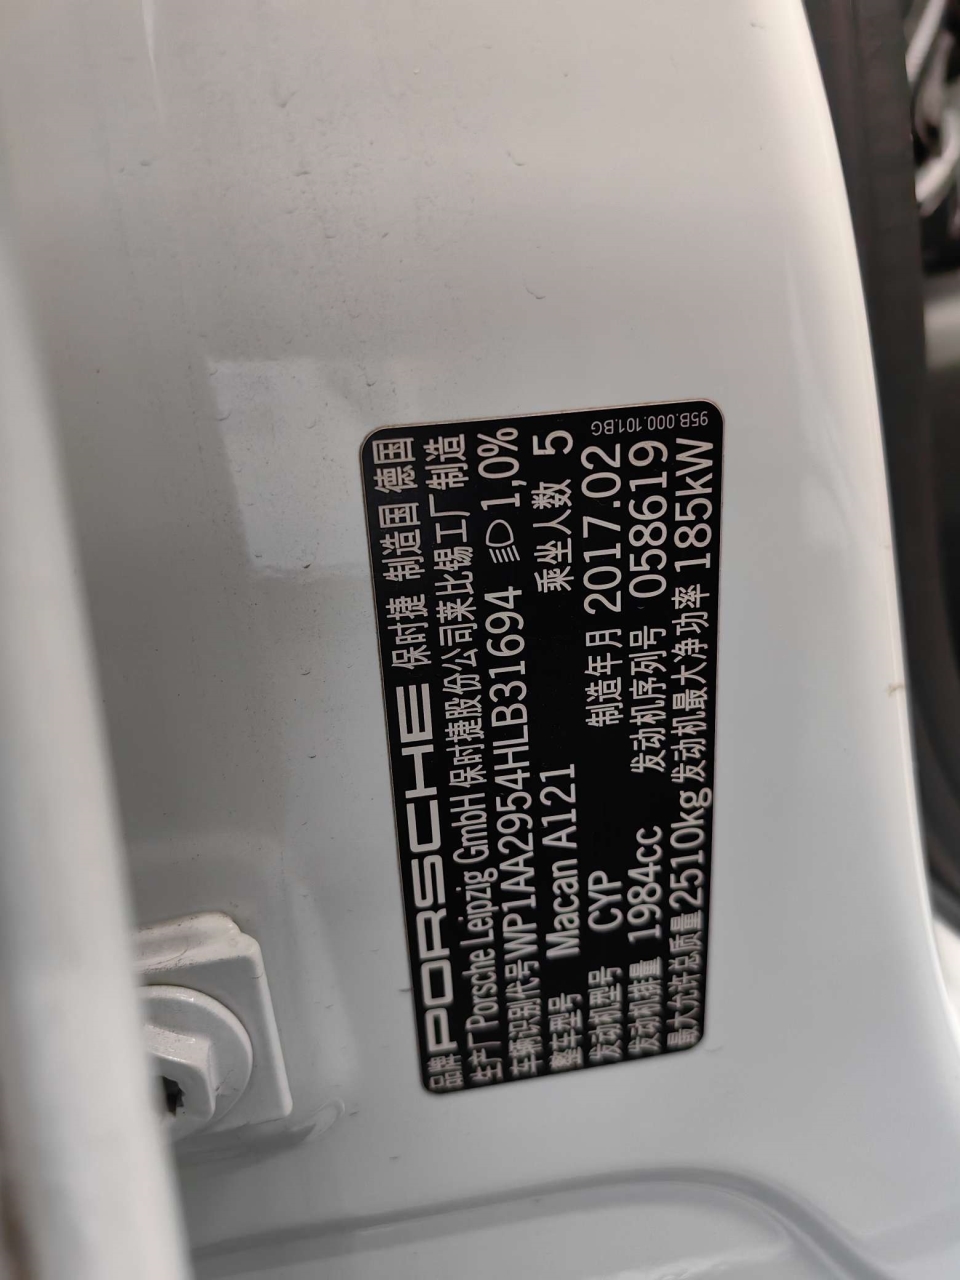 品牌 PORSCHE 保时捷 制造国 德国
生产厂 Porsche Leipzig GmbH 保时捷股份公司莱比锡工厂制造
车辆识别代号 WP1AA2954HLB31694 1,0%
整车型号 Macan A121 乘坐人数 5
发动机型号 CYP 制造年月 2017.02
发动机排量 1984cc 发动机序列号 058619
最大允许总质量 2510kg 发动机最大净功率 185kW
95B.000.101.BG